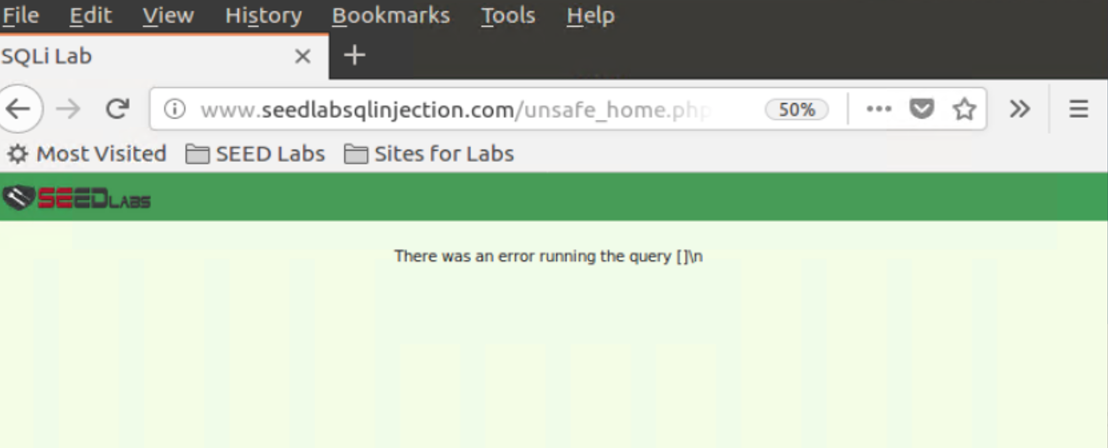 File Edit View History Bookmarks Tools Help
SQLi Lab
www.seedlabsqlinjection.com/unsafe_home.php 50%
Most Visited SEED Labs Sites for Labs
SEEDLABS
There was an error running the query []\n